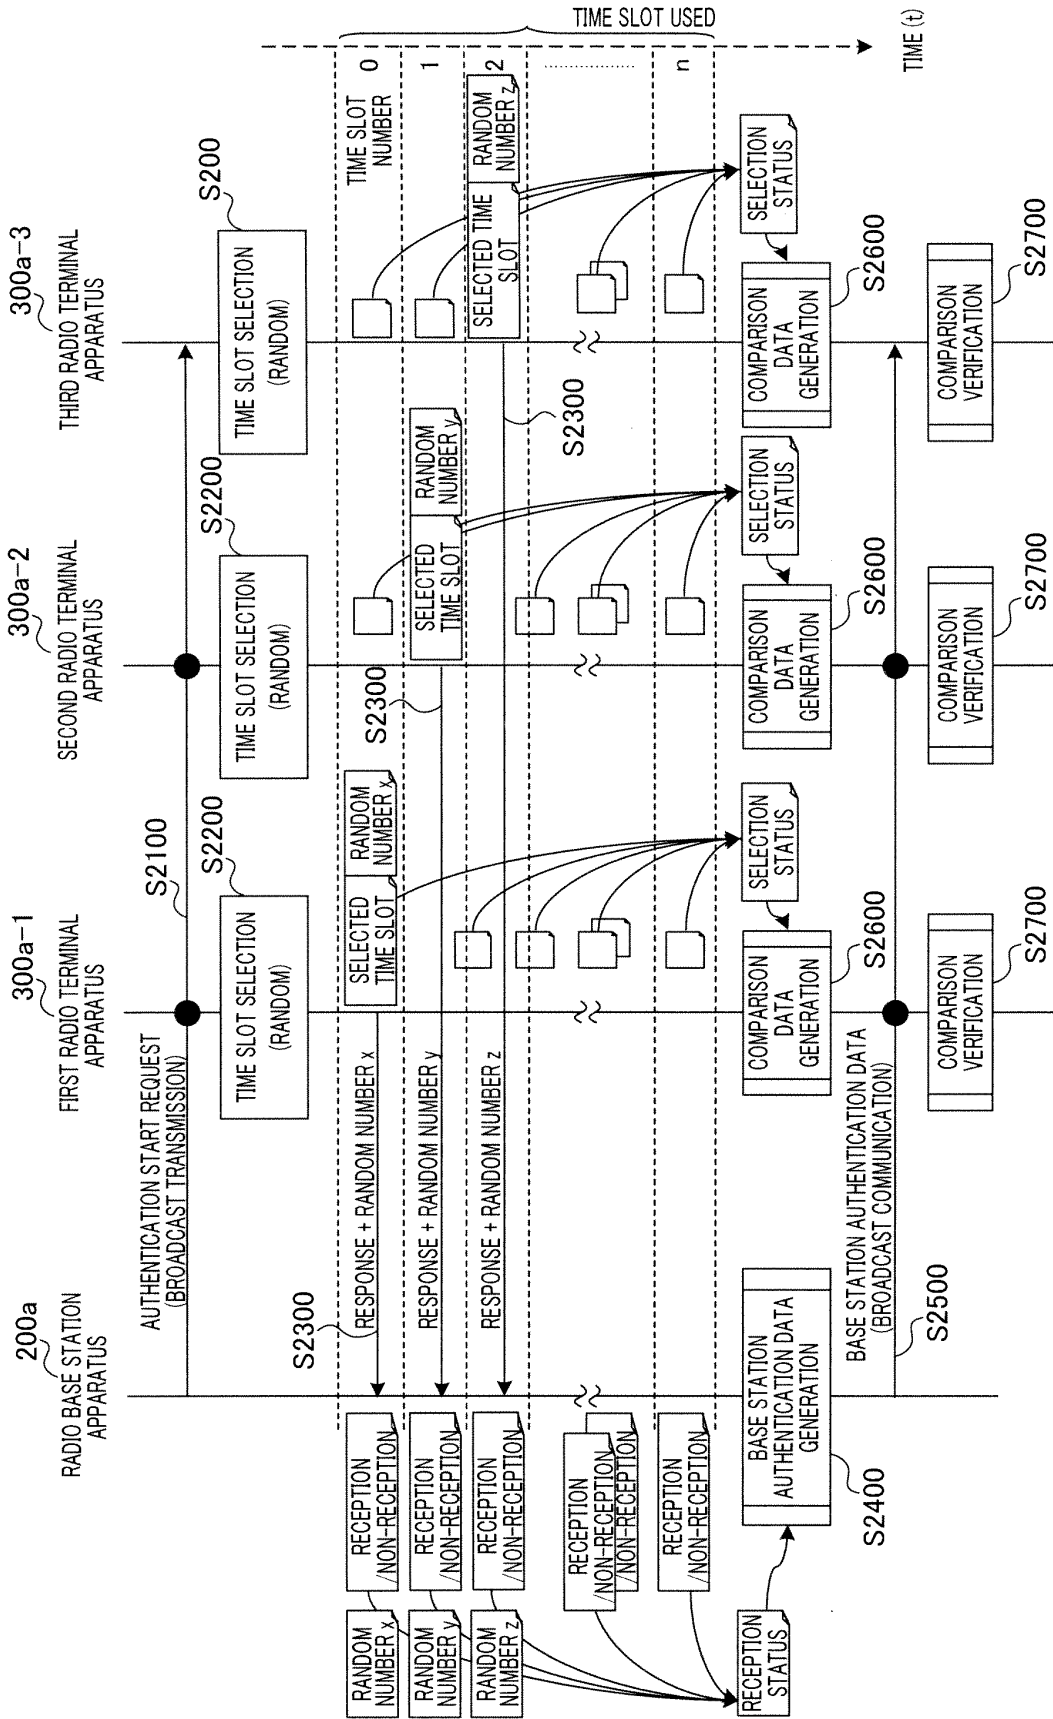 200a
RADIO BASE STATION
APPARATUS
300a-1
FIRST RADIO TERMINAL
APPARATUS
300a-2
SECOND RADIO TERMINAL
APPARATUS
300a-3
THIRD RADIO TERMINAL
APPARATUS
AUTHENTICATION START REQUEST
(BROADCAST TRANSMISSION)
S2100
S2200
TIME SLOT SELECTION
(RANDOM)
S2200
TIME SLOT SELECTION
(RANDOM)
S200
TIME SLOT SELECTION
(RANDOM)
TIME SLOT
NUMBER
TIME SLOT USED
RANDOM
NUMBER x
RECEPTION
/NON-RECEPTION
S2300
RESPONSE + RANDOM NUMBER x
SELECTED
TIME SLOT
RANDOM
NUMBER x
0
RANDOM
NUMBER y
RECEPTION
/NON-RECEPTION
RESPONSE + RANDOM NUMBER y
S2300
SELECTED
TIME SLOT
RANDOM
NUMBER y
1
RANDOM
NUMBER z
RECEPTION
/NON-RECEPTION
RESPONSE + RANDOM NUMBER z
S2300
SELECTED TIME
SLOT
RANDOM
NUMBER z
2
RECEPTION
/NON-RECEPTION
/NON-RECEPTION
RECEPTION
/NON-RECEPTION
n
RECEPTION
STATUS
BASE STATION
AUTHENTICATION DATA
GENERATION
S2400
COMPARISON
DATA
GENERATION
S2600
SELECTION
STATUS
COMPARISON
DATA
GENERATION
S2600
SELECTION
STATUS
COMPARISON
DATA
GENERATION
S2600
SELECTION
STATUS
TIME (t)
BASE STATION AUTHENTICATION DATA
(BROADCAST COMMUNICATION)
S2500
COMPARISON
VERIFICATION
S2700
COMPARISON
VERIFICATION
S2700
COMPARISON
VERIFICATION
S2700